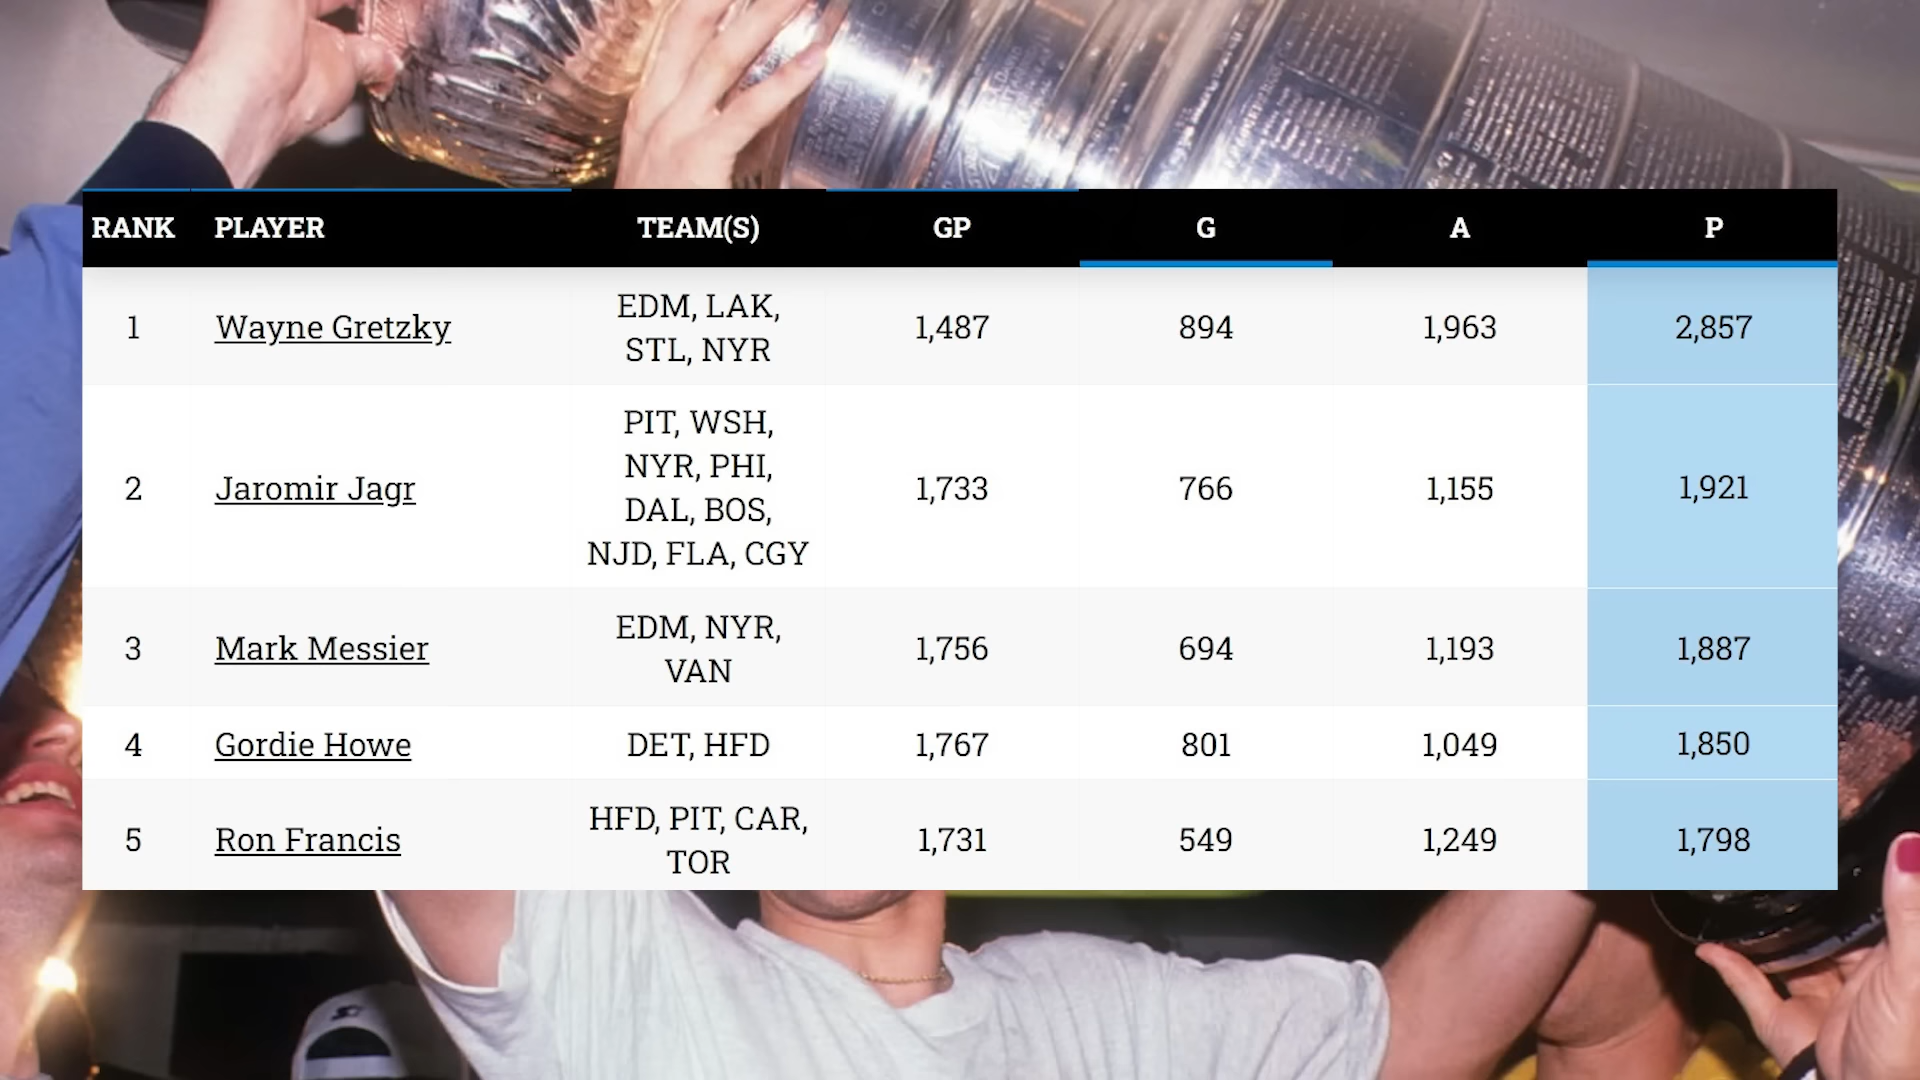 RANK PLAYER TEAM(S) GP G A P
1 Wayne Gretzky EDM, LAK, STL, NYR 1,487 894 1,963 2,857
2 Jaromir Jagr PIT, WSH, NYR, PHI, DAL, BOS, NJD, FLA, CGY 1,733 766 1,155 1,921
3 Mark Messier EDM, NYR, VAN 1,756 694 1,193 1,887
4 Gordie Howe DET, HFD 1,767 801 1,049 1,850
5 Ron Francis HFD, PIT, CAR, TOR 1,731 549 1,249 1,798